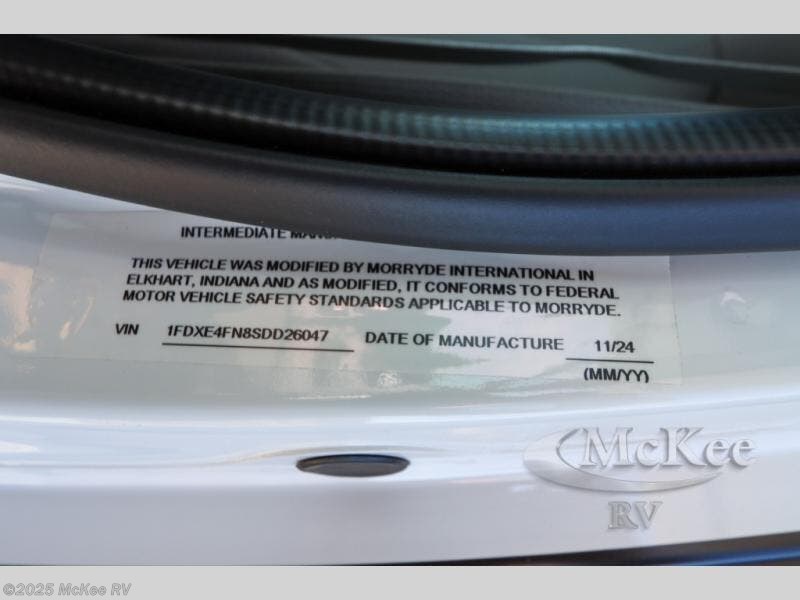 INTERMEDIATE
THIS VEHICLE WAS MODIFIED BY MORRYDE INTERNATIONAL IN
ELKHART, INDIANA AND AS MODIFIED, IT CONFORMS TO FEDERAL
MOTOR VEHICLE SAFETY STANDARDS APPLICABLE TO MORRYDE.
VIN 1FDXE4FN8SDD26047 DATE OF MANUFACTURE 11/24
(MM/YY)
McKee
RV
©2025 McKee RV